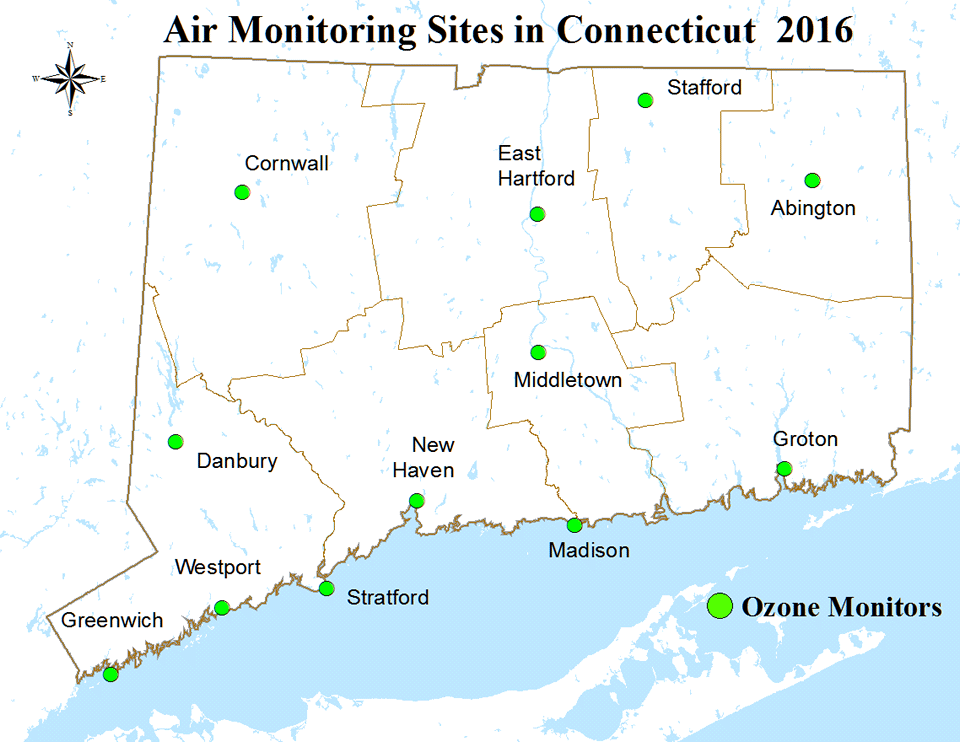 Air Monitoring Sites in Connecticut 2016
N
W
E
S
Stafford
Cornwall
East
Hartford
Abington
Middletown
New
Haven
Groton
Danbury
Madison
Westport
Stratford
Greenwich
Ozone Monitors